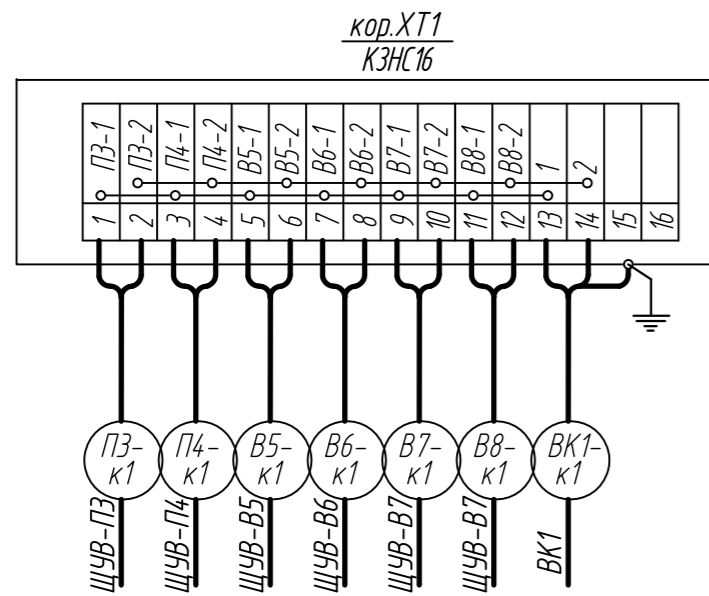 кор.ХТ1
КЗНС16
П3-1
П3-2
П4-1
П4-2
В5-1
В5-2
В6-1
В6-2
В7-1
В7-2
В8-1
В8-2
1
2
1
2
3
4
5
6
7
8
9
10
11
12
13
14
15
16
П3-
к1
П4-
к1
В5-
к1
В6-
к1
В7-
к1
В8-
к1
ВК1-
к1
ЩУВ-П3
ЩУВ-П4
ЩУВ-В5
ЩУВ-В6
ЩУВ-В7
ЩУВ-В7
ВК1